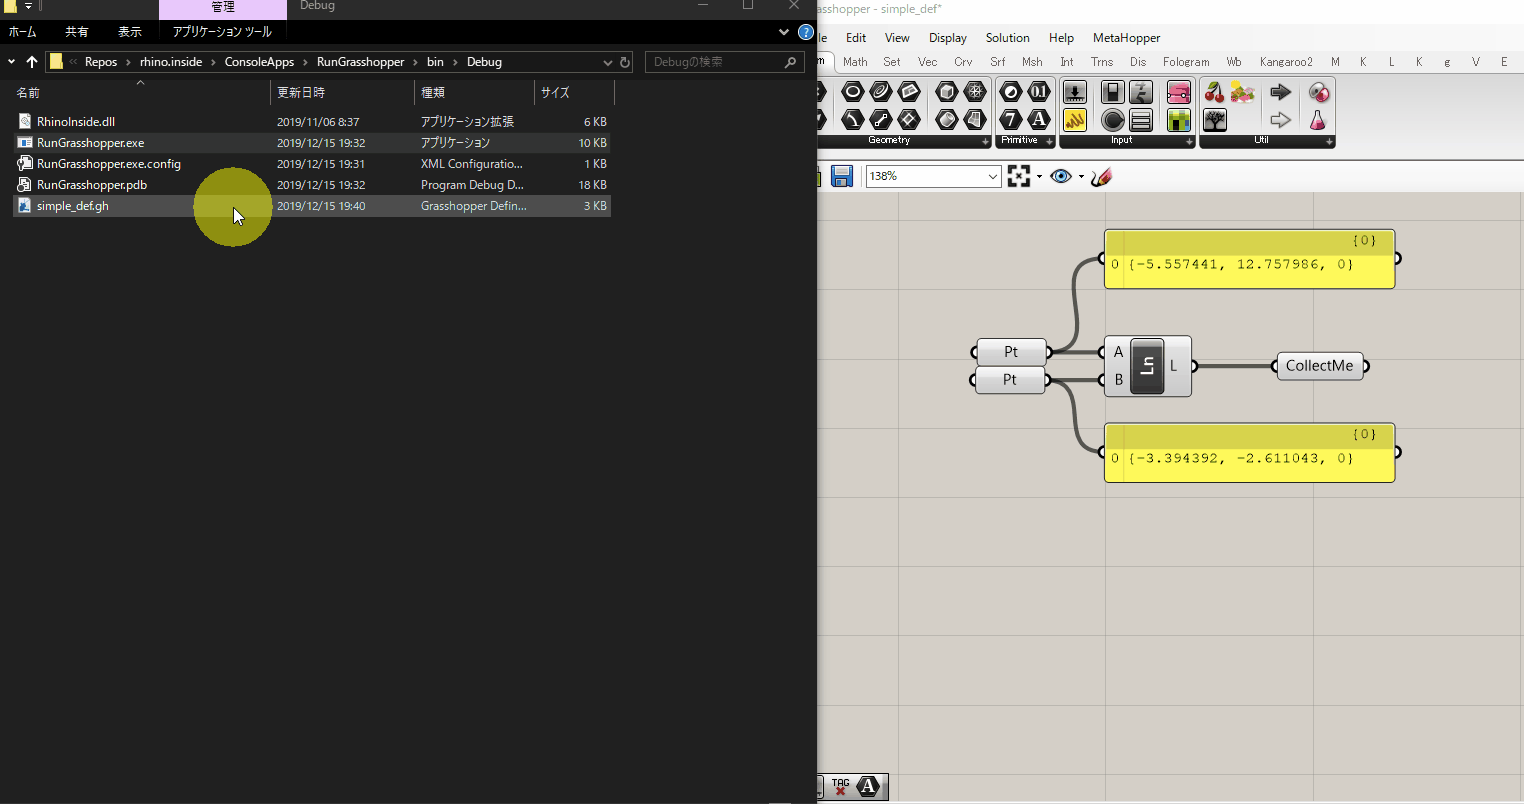 管理
Debug
ホーム
共有
表示
アプリケーション ツール
?
« Repos › rhino.inside › ConsoleApps › RunGrasshopper › bin › Debug
Debugの検索
名前 更新日時 種類 サイズ
RhinoInside.dll 2019/11/06 8:37 アプリケーション拡張 6 KB
RunGrasshopper.exe 2019/12/15 19:32 アプリケーション 10 KB
RunGrasshopper.exe.config 2019/12/15 19:31 XML Configuratio... 1 KB
RunGrasshopper.pdb 2019/12/15 19:32 Program Debug D... 18 KB
simple_def.gh 2019/12/15 19:40 Grasshopper Defin... 3 KB
asshopper - simple_def*
le Edit View Display Solution Help MetaHopper
m Math Set Vec Crv Srf Msh Int Trns Dis Fologram Wb Kangaroo2 M K L K g V E
0.1
7 A
Geometry Primitive Input Util
138%
{0}
0 {-5.557441, 12.757986, 0}
Pt
Pt
A
B
Ln
L
CollectMe
{0}
0 {-3.394392, -2.611043, 0}
TAG
A